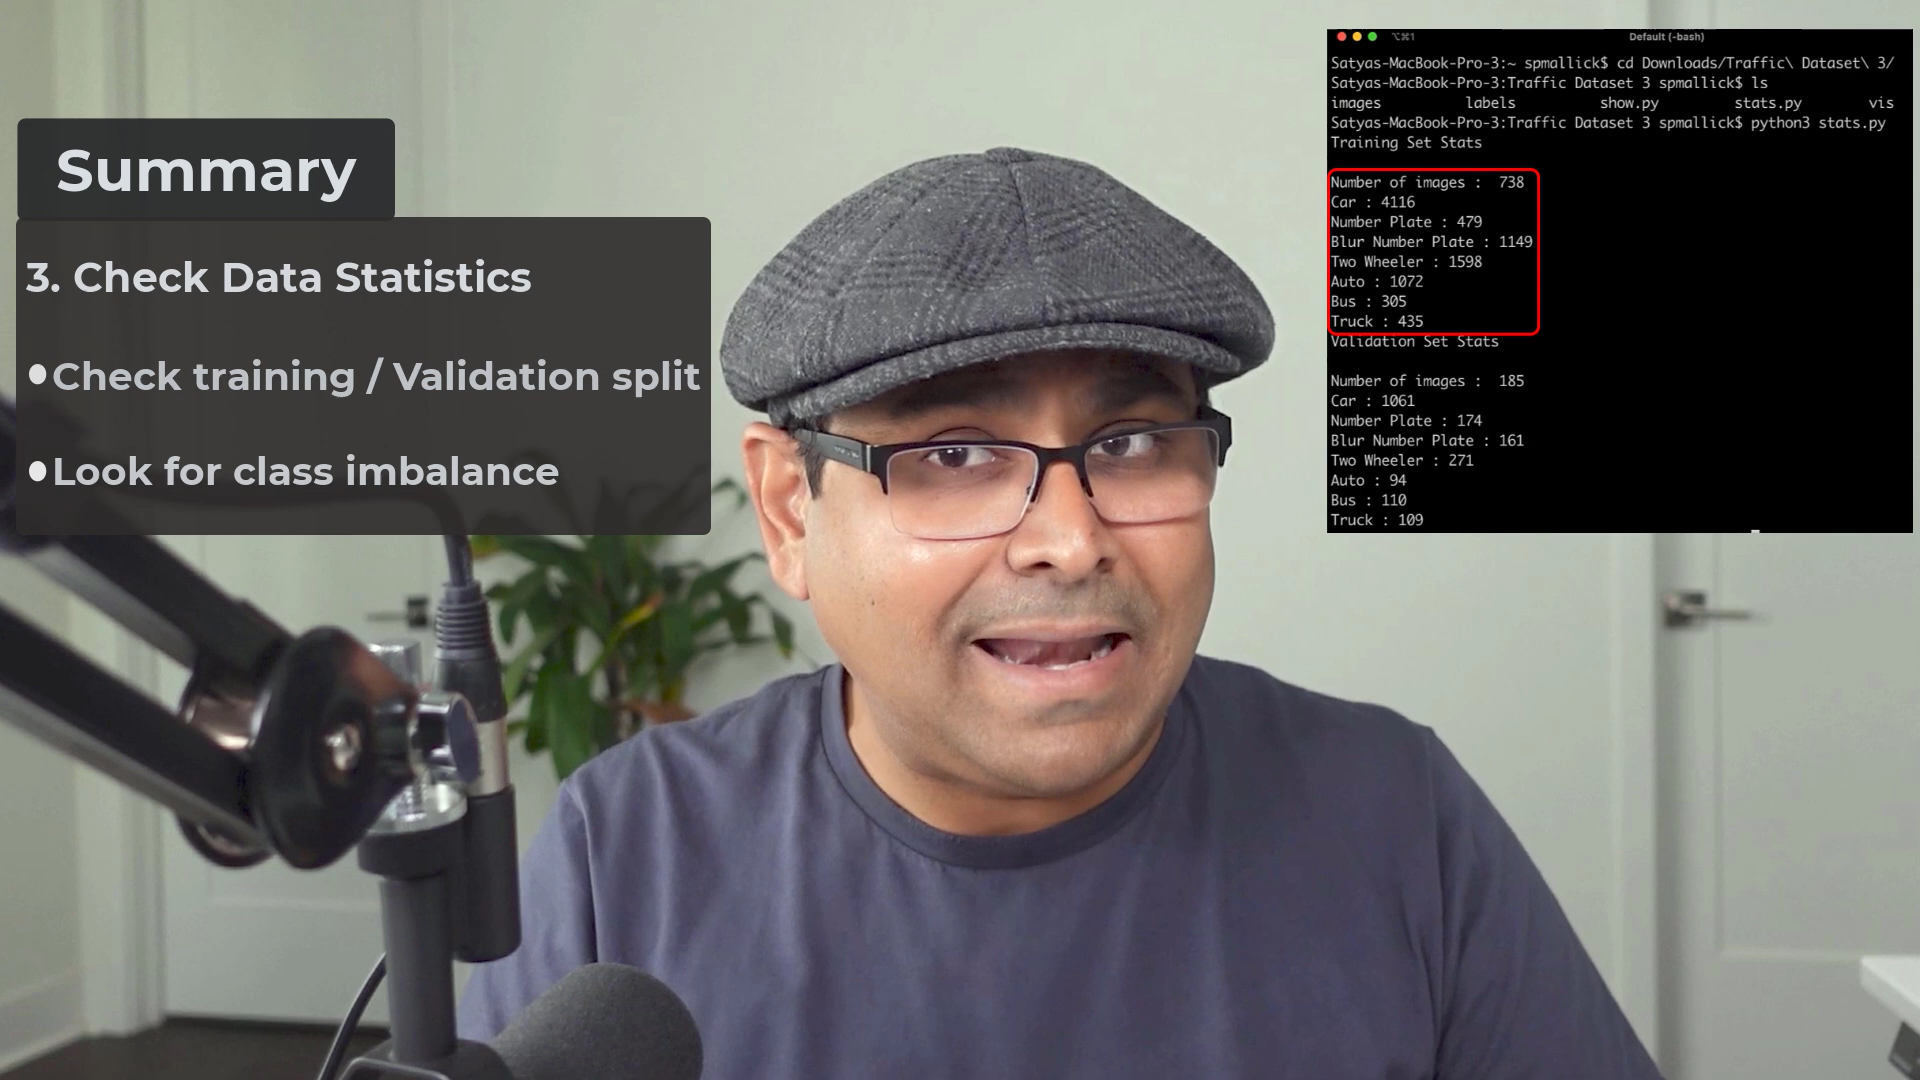 Summary
3. Check Data Statistics
•Check training / Validation split
•Look for class imbalance
⌥⌘1
Default (-bash)
Satyas-MacBook-Pro-3:~ spmallick$ cd Downloads/Traffic\ Dataset\ 3/
Satyas-MacBook-Pro-3:Traffic Dataset 3 spmallick$ ls
images labels show.py stats.py vis
Satyas-MacBook-Pro-3:Traffic Dataset 3 spmallick$ python3 stats.py
Training Set Stats
Number of images :  738
Car : 4116
Number Plate : 479
Blur Number Plate : 1149
Two Wheeler : 1598
Auto : 1072
Bus : 305
Truck : 435
Validation Set Stats
Number of images :  185
Car : 1061
Number Plate : 174
Blur Number Plate : 161
Two Wheeler : 271
Auto : 94
Bus : 110
Truck : 109